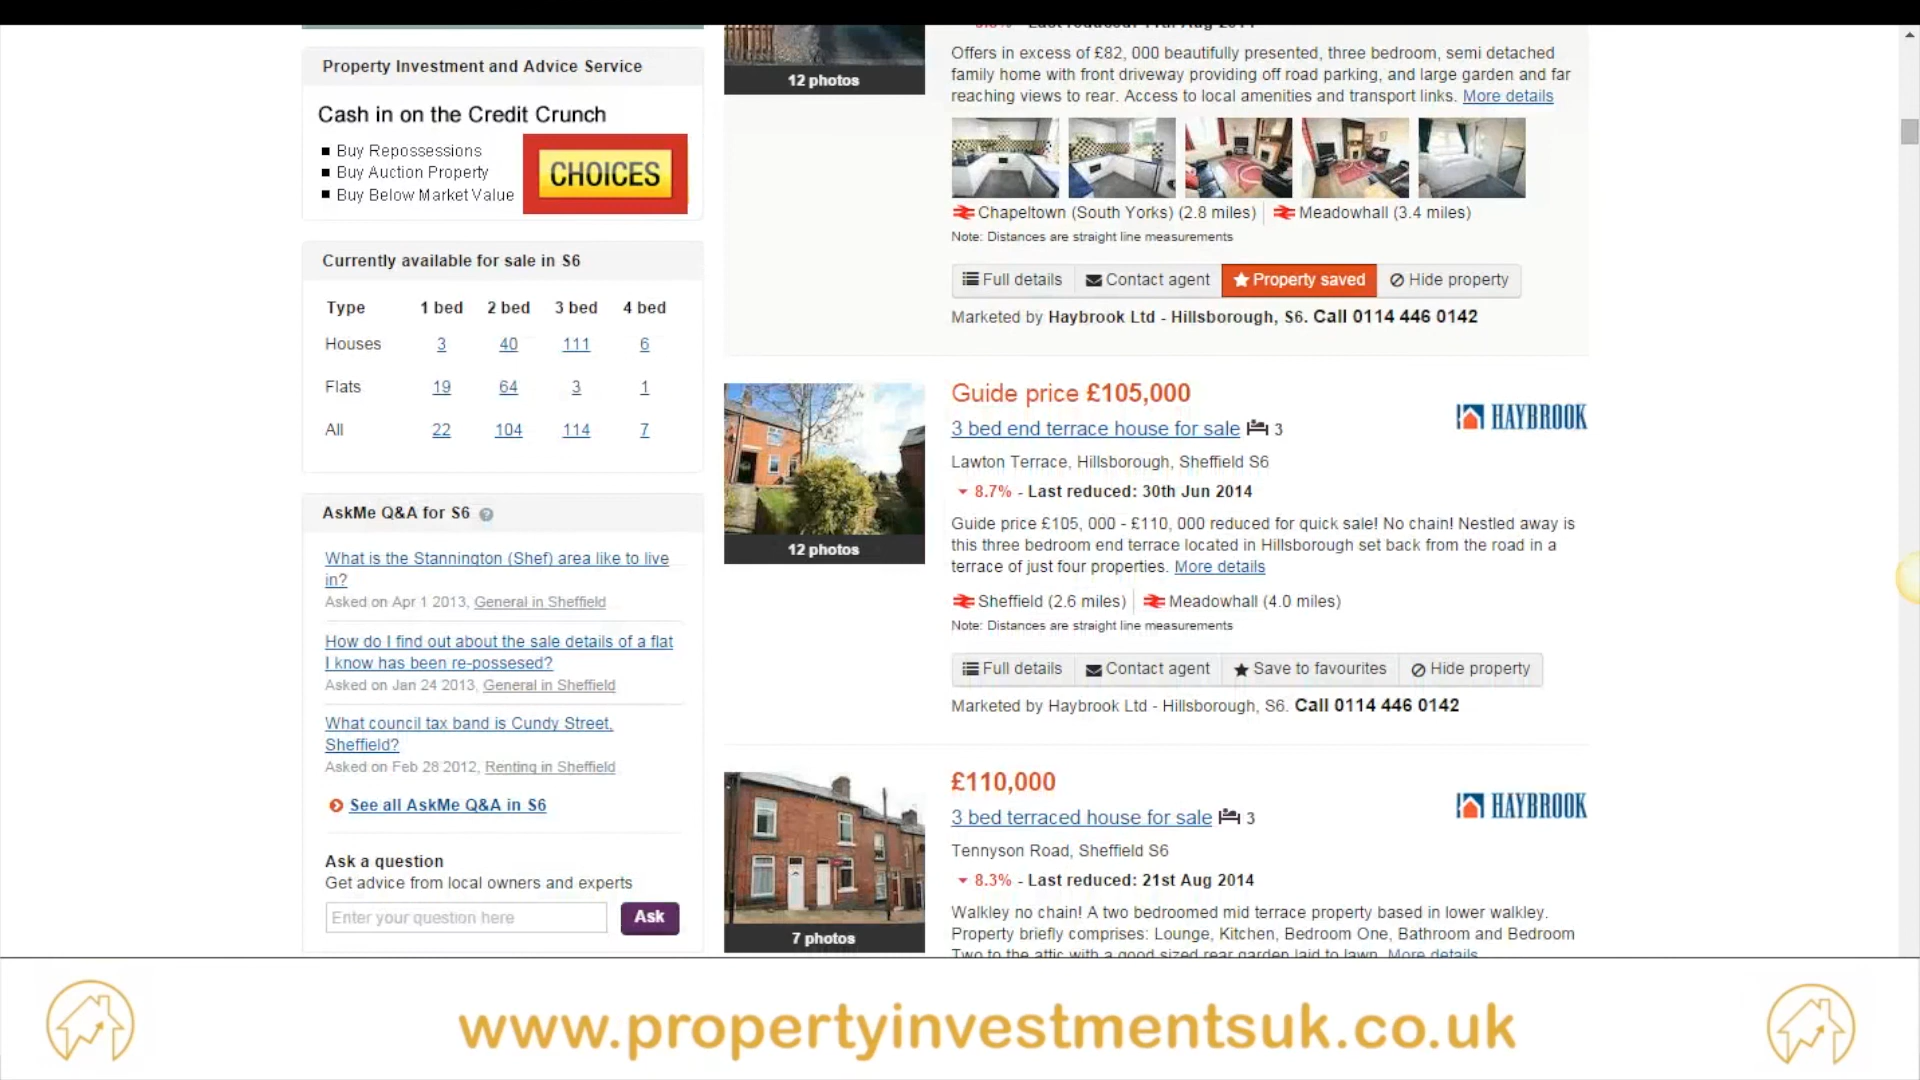 Property Investment and Advice Service
Cash in on the Credit Crunch
Buy Repossessions
Buy Auction Property
Buy Below Market Value
CHOICES
Currently available for sale in S6
Type 1 bed 2 bed 3 bed 4 bed
Houses 3 40 111 6
Flats 19 64 3 1
All 22 104 114 7
AskMe Q&A for S6 ?
What is the Stannington (Shef) area like to live
in?
Asked on Apr 1 2013, General in Sheffield
How do I find out about the sale details of a flat
I know has been re-possesed?
Asked on Jan 24 2013, General in Sheffield
What council tax band is Cundy Street,
Sheffield?
Asked on Feb 28 2012, Renting in Sheffield
See all AskMe Q&A in S6
Ask a question
Get advice from local owners and experts
Enter your question here Ask
12 photos
Offers in excess of £82, 000 beautifully presented, three bedroom, semi detached
family home with front driveway providing off road parking, and large garden and far
reaching views to rear. Access to local amenities and transport links. More details
Chapeltown (South Yorks) (2.8 miles) Meadowhall (3.4 miles)
Note: Distances are straight line measurements
Full details Contact agent Property saved Hide property
Marketed by Haybrook Ltd - Hillsborough, S6. Call 0114 446 0142
12 photos
Guide price £105,000
HAYBROOK
3 bed end terrace house for sale 3
Lawton Terrace, Hillsborough, Sheffield S6
8.7% - Last reduced: 30th Jun 2014
Guide price £105, 000 - £110, 000 reduced for quick sale! No chain! Nestled away is
this three bedroom end terrace located in Hillsborough set back from the road in a
terrace of just four properties. More details
Sheffield (2.6 miles) Meadowhall (4.0 miles)
Note: Distances are straight line measurements
Full details Contact agent Save to favourites Hide property
Marketed by Haybrook Ltd - Hillsborough, S6. Call 0114 446 0142
7 photos
£110,000
HAYBROOK
3 bed terraced house for sale 3
Tennyson Road, Sheffield S6
8.3% - Last reduced: 21st Aug 2014
Walkley no chain! A two bedroomed mid terrace property based in lower walkley.
Property briefly comprises: Lounge, Kitchen, Bedroom One, Bathroom and Bedroom
Two to the attic with a good sized rear garden laid to lawn. More details
www.propertyinvestmentsuk.co.uk